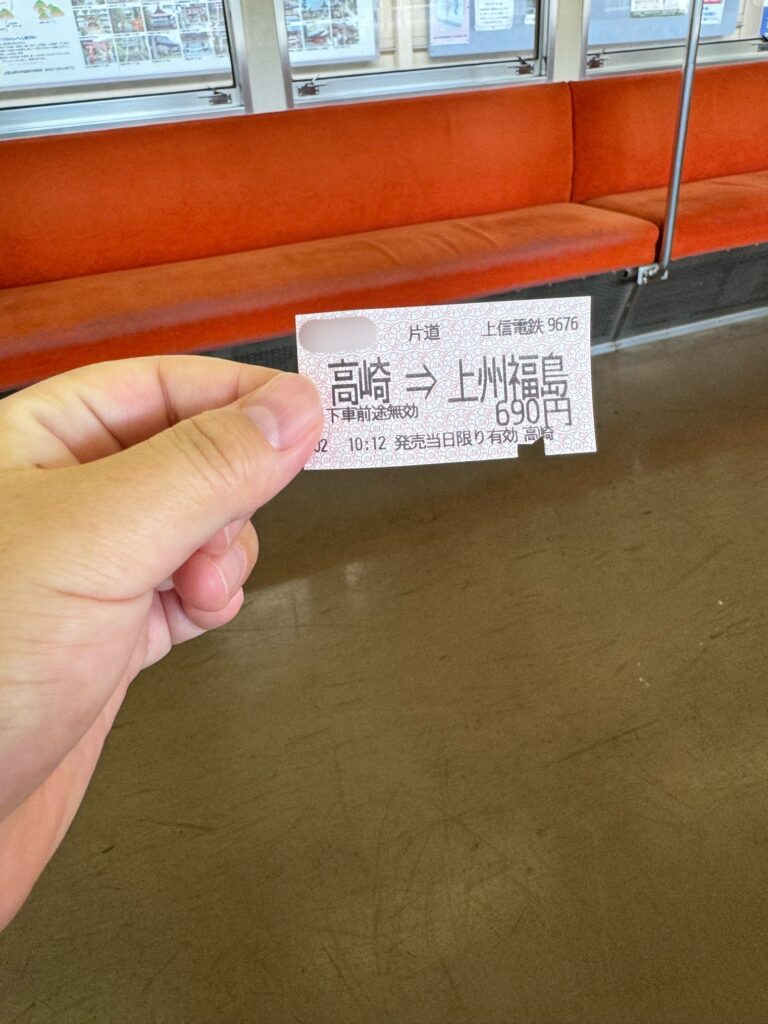 片道 上信電鉄 9676
高崎 ⇒ 上州福島
下車前途無効 690円
02 10:12 発売当日限り有効 高崎